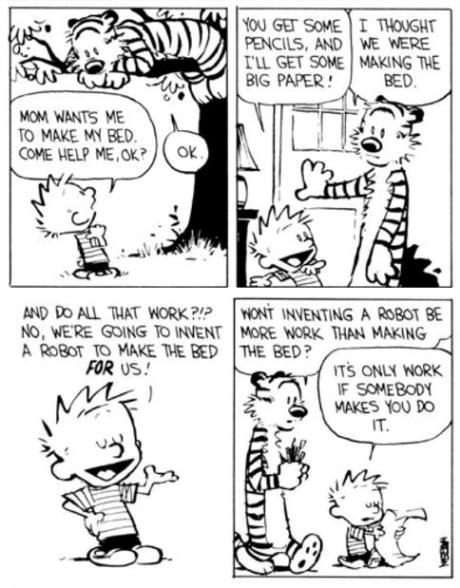 MOM WANTS ME
TO MAKE MY BED.
COME HELP ME, OK?
OK.
YOU GET SOME
PENCILS, AND
I'LL GET SOME
BIG PAPER!
I THOUGHT
WE WERE
MAKING THE
BED.
AND DO ALL THAT WORK?!?
NO, WE'RE GOING TO INVENT
A ROBOT TO MAKE THE BED
FOR US!
WON'T INVENTING A ROBOT BE
MORE WORK THAN MAKING
THE BED?
IT'S ONLY WORK
IF SOMEBODY
MAKES YOU DO
IT.